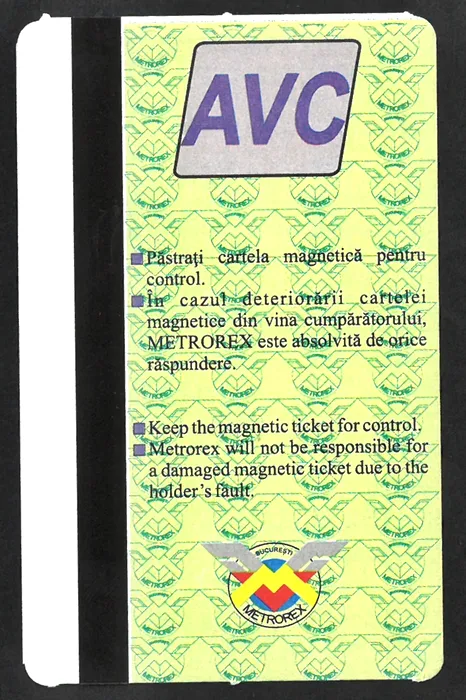 AVC
Păstrați cartela magnetică pentru
control.
În cazul deteriorării cartelei
magnetice din vina cumpărătorului,
METROREX este absolvită de orice
răspundere.
Keep the magnetic ticket for control.
Metrorex will not be responsible for
a damaged magnetic ticket due to the
holder's fault.
BUCUREȘTI
METROREX